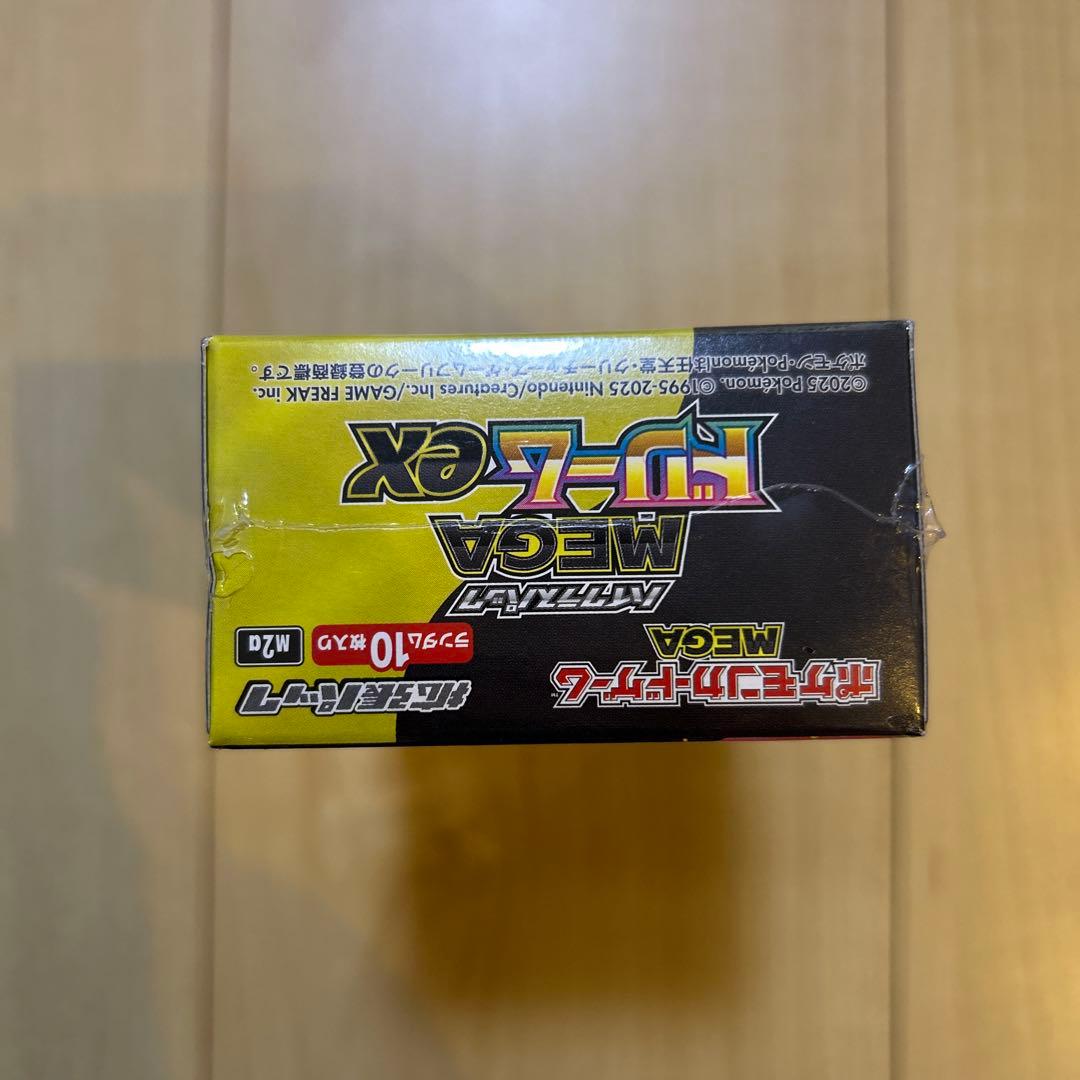 ポケモンカードゲーム™
MEGA
拡張パック
ランダム10枚入り
M2a
ハイクラスパック
MEGA
ドリームex
©2025 Pokémon. ©1995-2025 Nintendo/Creatures Inc./GAME FREAK inc.
ポケモン・Pokémonは任天堂・クリーチャーズ・ゲームフリークの登録商標です。